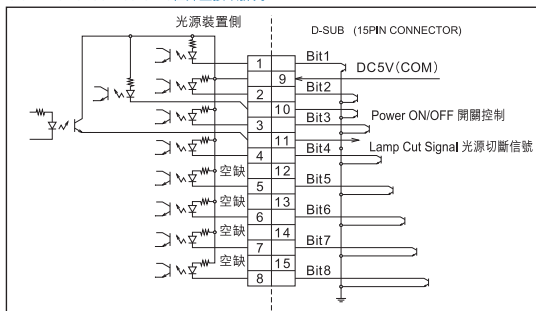 光源裝置側
D-SUB (15PIN CONNECTOR)
1 Bit1
9 DC5V(COM)
2 Bit2
10 Power ON/OFF 開關控制
3 Bit3
11 Lamp Cut Signal 光源切斷信號
4 Bit4
空缺 12
5 Bit5
空缺 13
6 Bit6
空缺 14
7 Bit7
空缺 15
8 Bit8